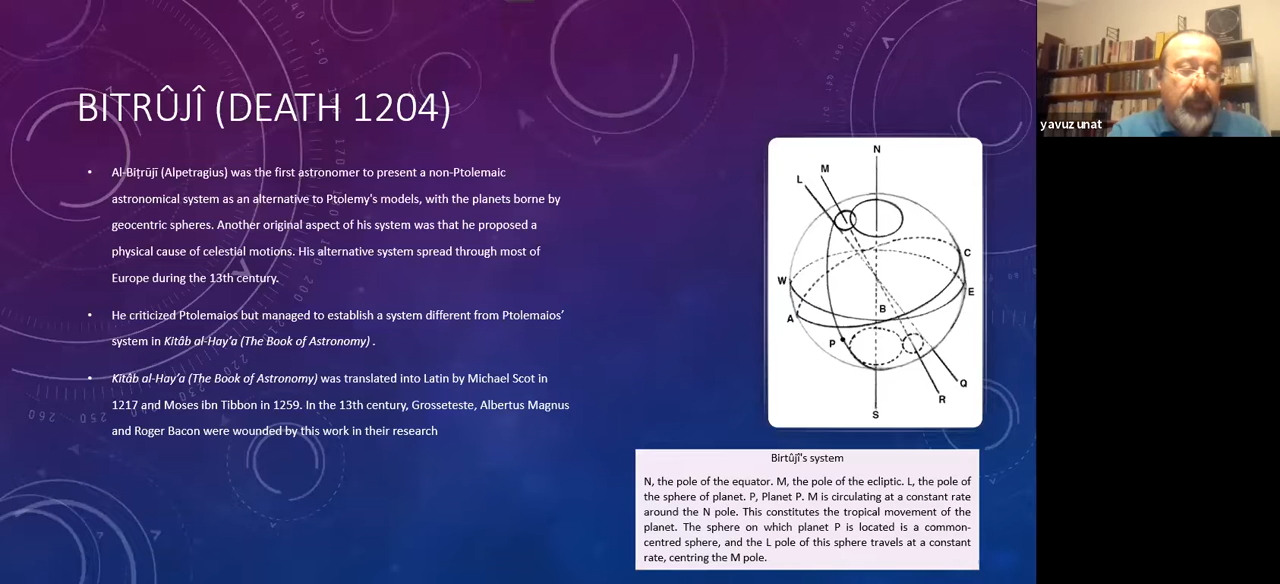 BITRÛJÎ (DEATH 1204)
• Al-Biṭrūjī (Alpetragius) was the first astronomer to present a non-Ptolemaic
astronomical system as an alternative to Ptolemy's models, with the planets borne by
geocentric spheres. Another original aspect of his system was that he proposed a
physical cause of celestial motions. His alternative system spread through most of
Europe during the 13th century.
• He criticized Ptolemaios but managed to establish a system different from Ptolemaios'
system in Kitâb al-Hay'a (The Book of Astronomy) .
• Kitâb al-Hay'a (The Book of Astronomy) was translated into Latin by Michael Scot in
1217 and Moses ibn Tibbon in 1259. In the 13th century, Grosseteste, Albertus Magnus
and Roger Bacon were wounded by this work in their research
N
M
L
C
W
E
B
A
P
Q
R
S
Birtûjî's system
N, the pole of the equator. M, the pole of the ecliptic. L, the pole of
the sphere of planet. P, Planet P. M is circulating at a constant rate
around the N pole. This constitutes the tropical movement of the
planet. The sphere on which planet P is located is a common-
centred sphere, and the L pole of this sphere travels at a constant
rate, centring the M pole.
yavuz unat
140
170
200
210
220
230
240
250
260